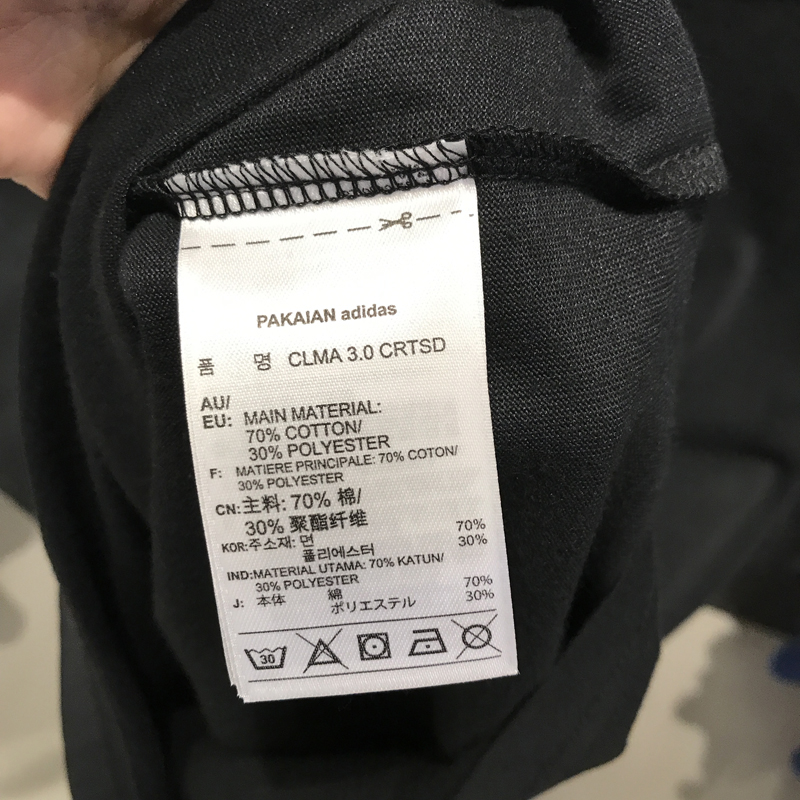 PAKAIAN adidas
품 명 CLMA 3.0 CRTSD
AU/
EU: MAIN MATERIAL:
70% COTTON/
30% POLYESTER
F: MATIERE PRINCIPALE: 70% COTON/
30% POLYESTER
CN:主料: 70% 棉/
30% 聚酯纤维
KOR:주소재: 면 70%
폴리에스터 30%
IND:MATERIAL UTAMA: 70% KATUN/
30% POLYESTER
J: 本体 綿 70%
ポリエステル 30%
30